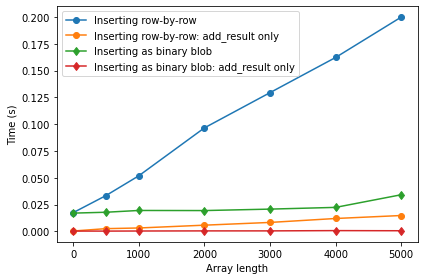 Inserting row-by-row
Inserting row-by-row: add_result only
Inserting as binary blob
Inserting as binary blob: add_result only
0.200
0.175
0.150
0.125
0.100
0.075
0.050
0.025
0.000
Time (s)
0 1000 2000 3000 4000 5000
Array length